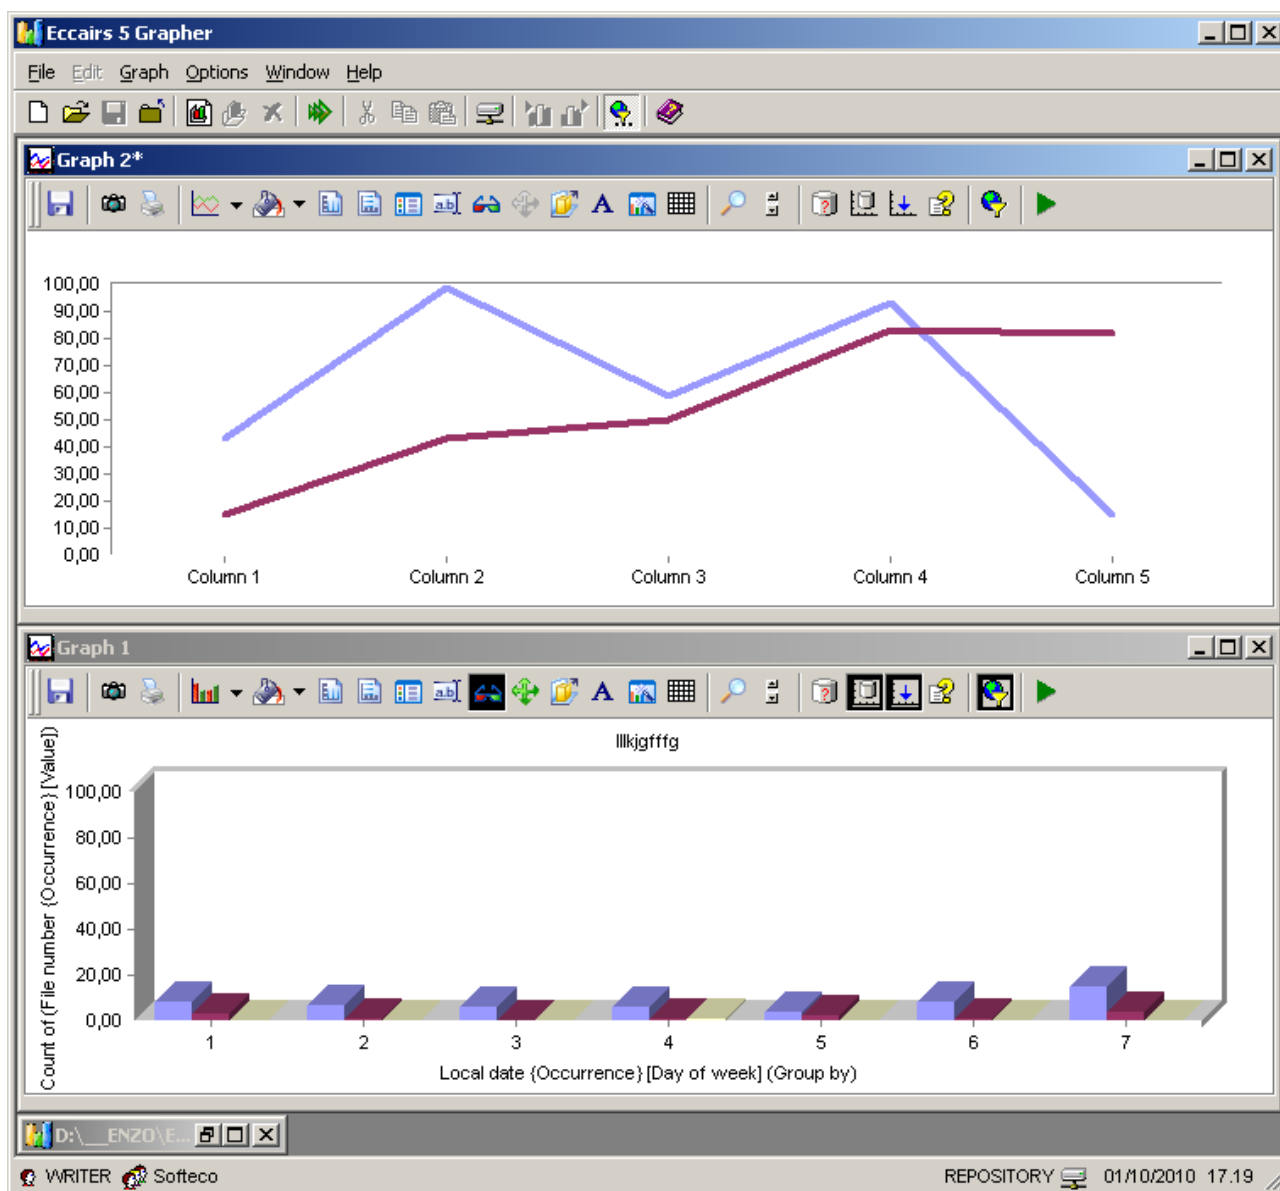 Eccairs 5 Grapher
File Edit Graph Options Window Help
Graph 2*
100,00
90,00
80,00
70,00
60,00
50,00
40,00
30,00
20,00
10,00
0,00
Column 1 Column 2 Column 3 Column 4 Column 5
Graph 1
lllkjgfffg
Count of (File number {Occurrence} [Value])
100,00
80,00
60,00
40,00
20,00
0,00
1 2 3 4 5 6 7
Local date {Occurrence} [Day of week] (Group by)
D:\__ENZO\E...
WRITER Softeco REPOSITORY 01/10/2010 17.19